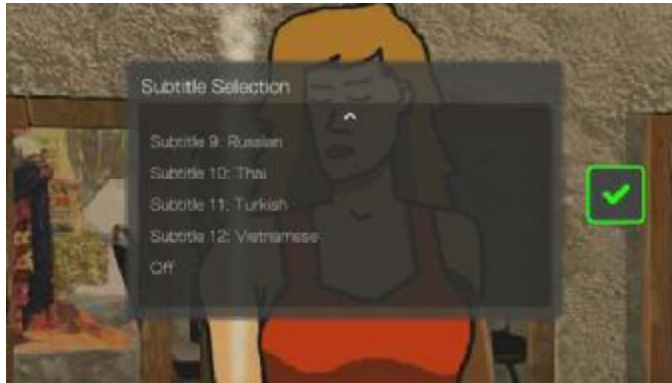 Subtitle Selection
Subtitle 9: Russian
Subtitle 10: Thai
Subtitle 11: Turkish
Subtitle 12: Vietnamese
Off